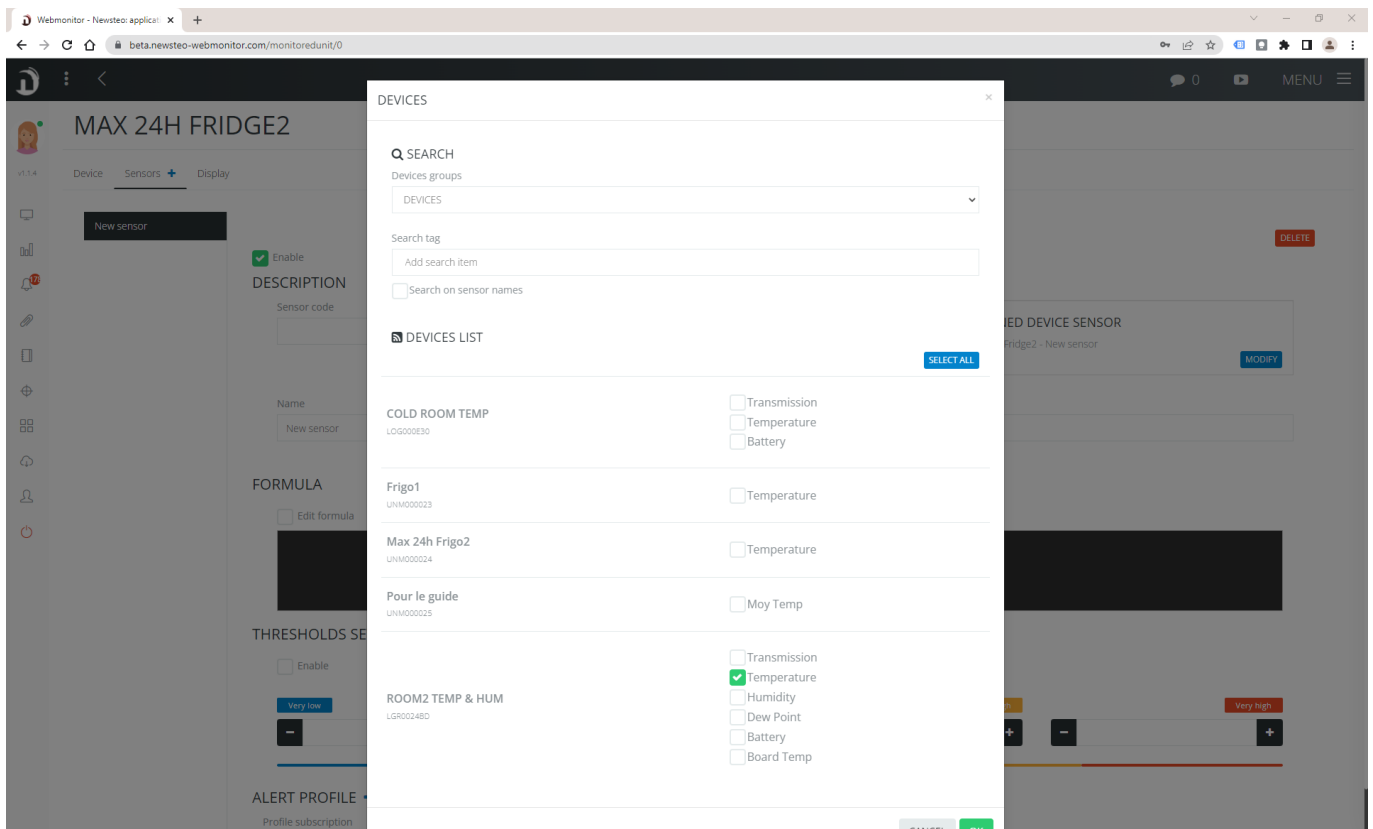 Webmonitor - Newsteo: applicati
beta.newsteo-webmonitor.com/monitoredunit/0
0
MENU
MAX 24H FRIDGE2
v1.1.4
Device
Sensors
Display
New sensor
DELETE
Enable
DESCRIPTION
Sensor code
NED DEVICE SENSOR
Fridge2 - New sensor
MODIFY
Name
New sensor
FORMULA
Edit formula
THRESHOLDS SE
Enable
Very low
Very high
ALERT PROFILE
Profile subscription
DEVICES
SEARCH
Devices groups
DEVICES
Search tag
Add search item
Search on sensor names
DEVICES LIST
SELECT ALL
COLD ROOM TEMP
LOG000E30
Transmission
Temperature
Battery
Frigo1
UNM000023
Temperature
Max 24h Frigo2
UNM000024
Temperature
Pour le guide
UNM000025
Moy Temp
ROOM2 TEMP & HUM
LGR0024BD
Transmission
Temperature
Humidity
Dew Point
Battery
Board Temp